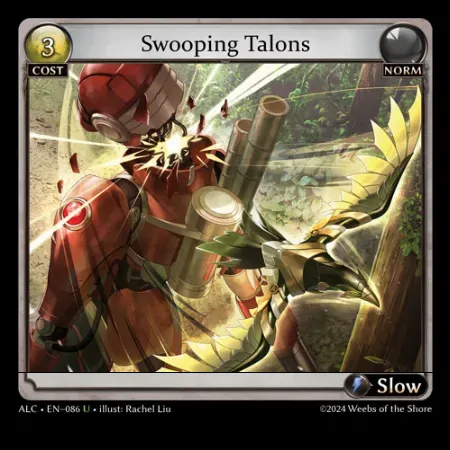 3
Swooping Talons
COST
NORM
Slow
ALC • EN–086 U • illust: Rachel Liu
©2024 Weebs of the Shore